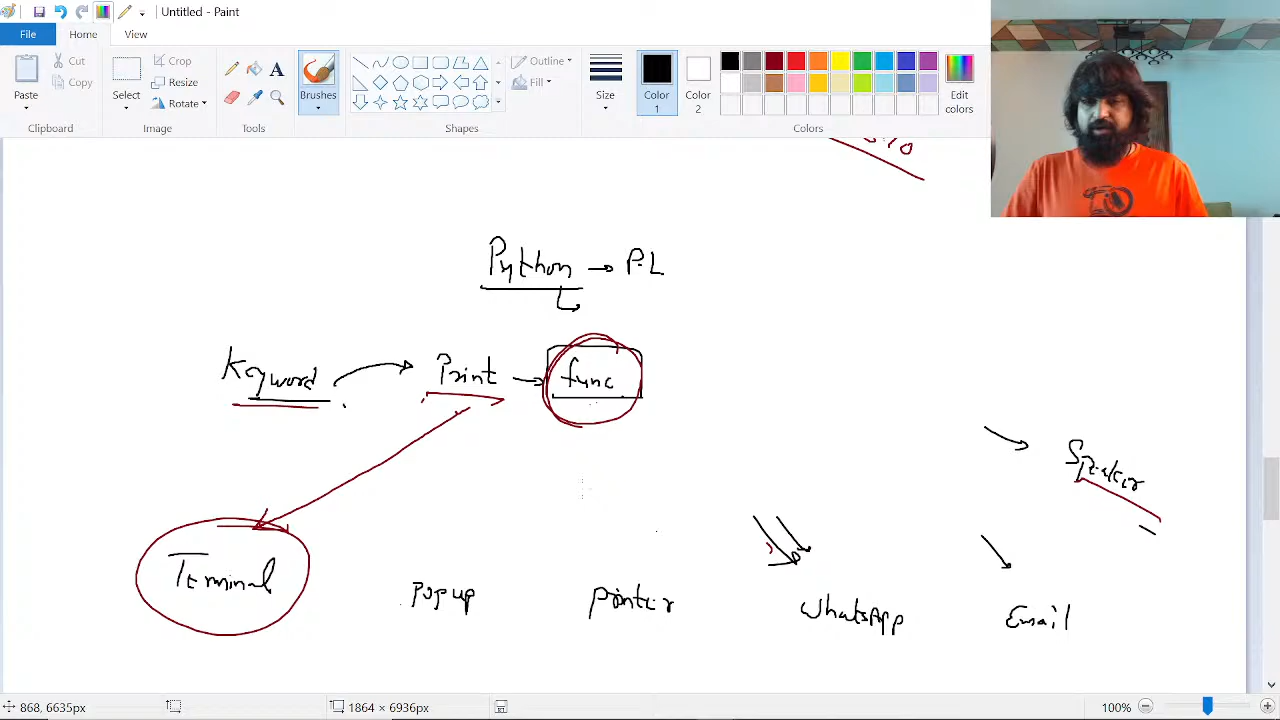 Untitled - Paint
File
Home
View
Paste
Cut
Copy
Clipboard
Select
Rotate
Image
A
Tools
Brushes
Outline
Fill
Shapes
Size
Color 1
Color 2
Edit colors
Colors
Python → PL
Keyword
Print
func
Speaker
Terminal
Popup
Printer
WhatsApp
Email
868, 6635px
1864 × 6936px
100%